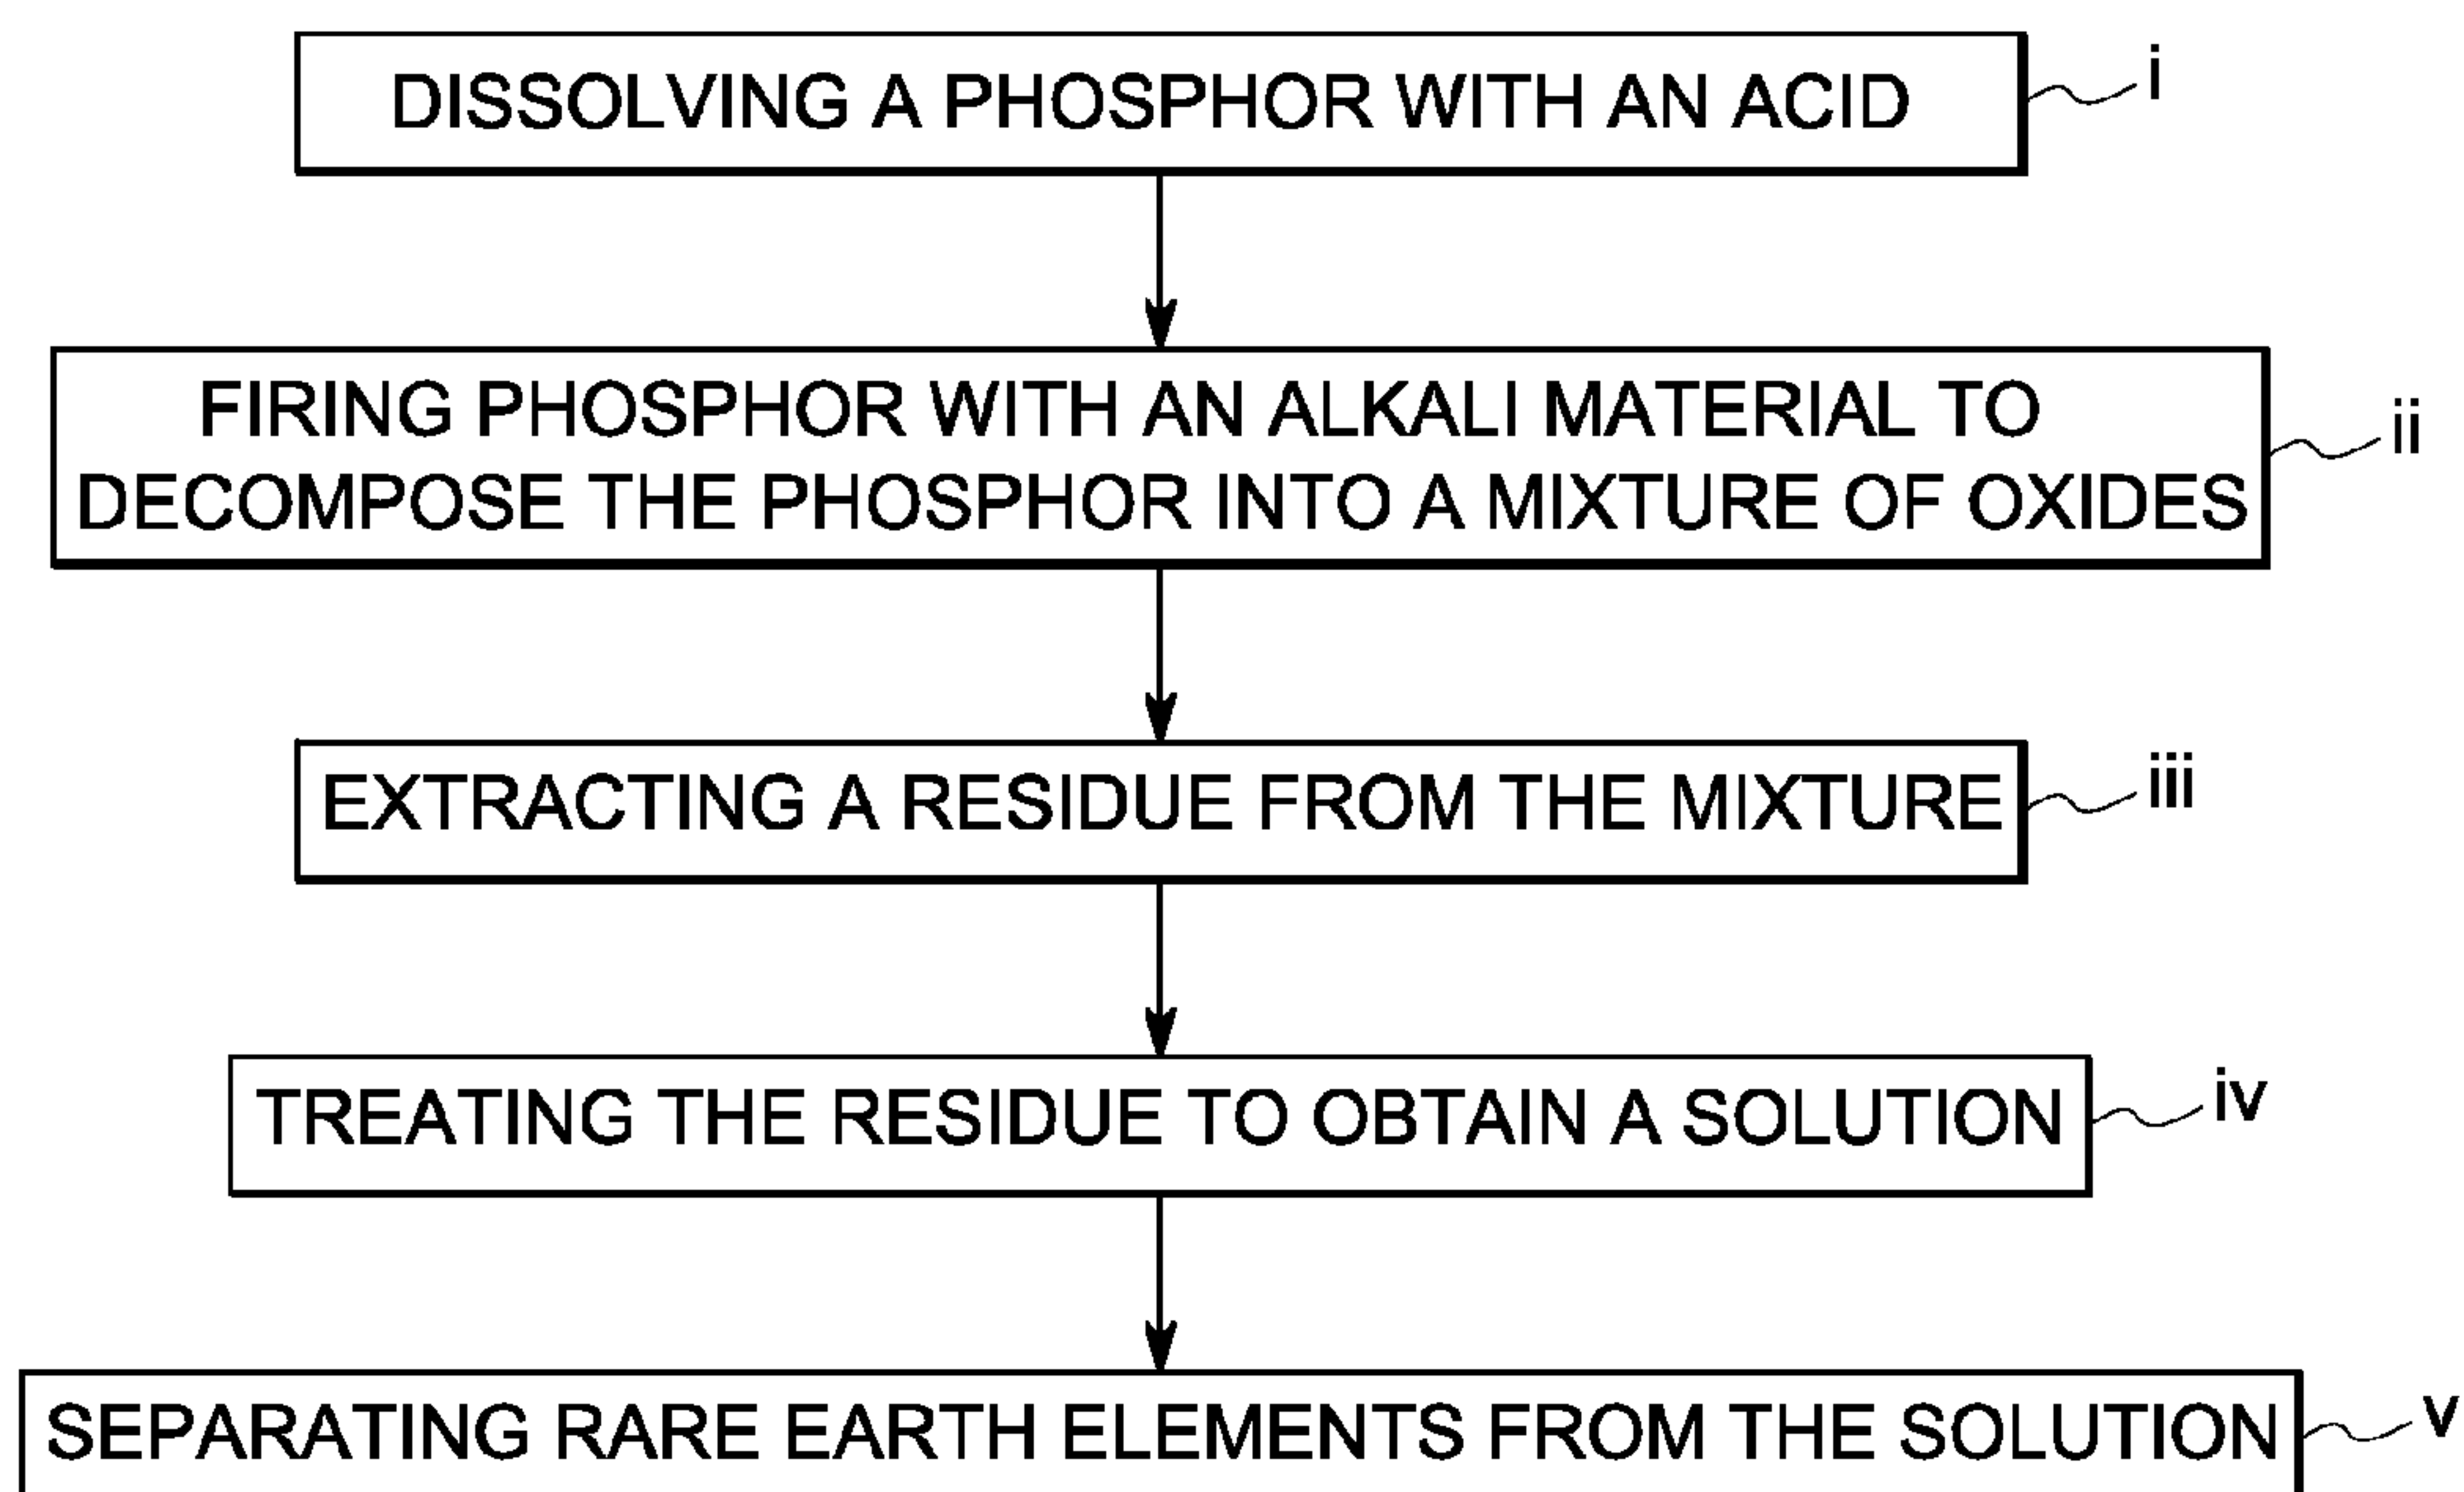 DISSOLVING A PHOSPHOR WITH AN ACID
i
FIRING PHOSPHOR WITH AN ALKALI MATERIAL TO
DECOMPOSE THE PHOSPHOR INTO A MIXTURE OF OXIDES
ii
EXTRACTING A RESIDUE FROM THE MIXTURE
iii
TREATING THE RESIDUE TO OBTAIN A SOLUTION
iv
SEPARATING RARE EARTH ELEMENTS FROM THE SOLUTION
v